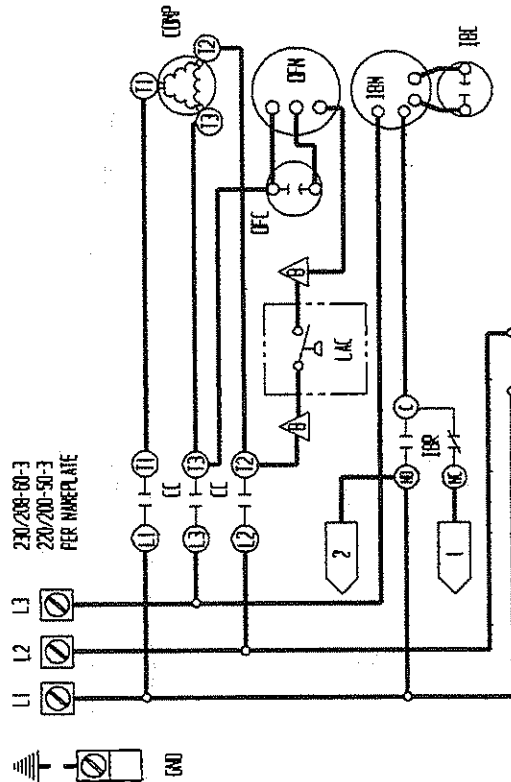 L1 L2 L3
230/208-60-3
220/200-50-3
PER NAMEPLATE
L1 T1 T1
GND CC COMP
L3 T3 T3 T2
CC
L2 T2
OFC
OFM
B B
2 LAC
IBM
NO C
IBR
1 NC
IBC